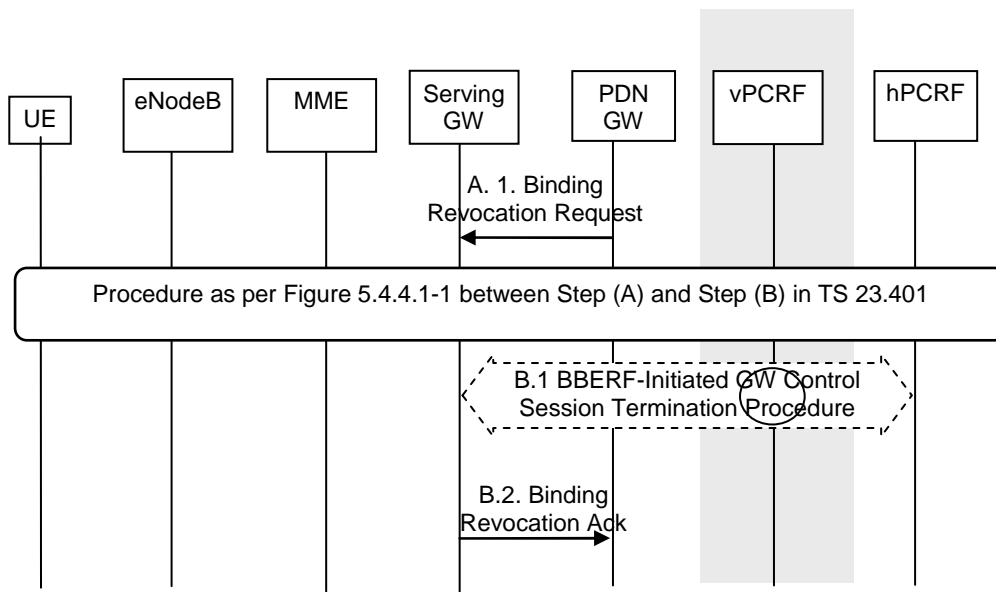 UE
eNodeB
MME
Serving
GW
PDN
GW
vPCRF
hPCRF
A. 1. Binding
Revocation Request
Procedure as per Figure 5.4.4.1-1 between Step (A) and Step (B) in TS 23.401
B.1 BBERF-Initiated GW Control
Session Termination Procedure
B.2. Binding
Revocation Ack